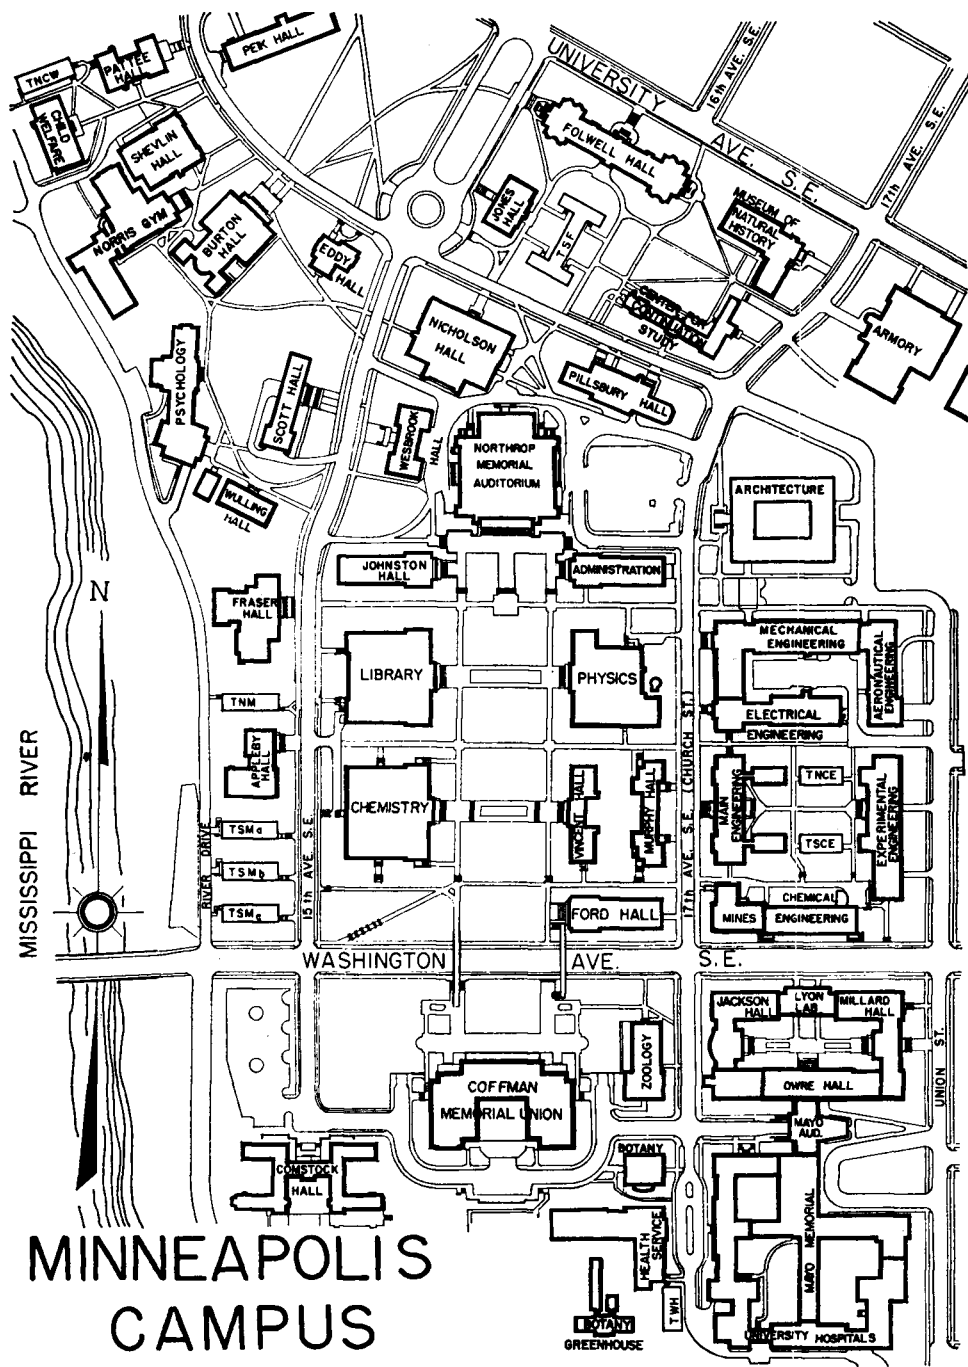 PEIK HALL
TNCW
PATTEE
HALL
UNIVERSITY AVE. S.E.
16th AVE. S.E.
17th AVE. S.E.
CHILD
WELFARE
SHEVLIN
HALL
FOLWELL HALL
NORRIS GYM
BURTON
HALL
EDDY
HALL
JONES
HALL
TSF
MUSEUM OF
NATURAL
HISTORY
CENTER FOR
CONTINUATION
STUDY
ARMORY
NICHOLSON
HALL
PILLSBURY HALL
PSYCHOLOGY
SCOTT HALL
WESBROOK
HALL
NORTHROP
MEMORIAL
AUDITORIUM
WULLING
HALL
ARCHITECTURE
JOHNSTON
HALL
ADMINISTRATION
N
FRASER
HALL
MECHANICAL
ENGINEERING
AERONAUTICAL
ENGINEERING
LIBRARY
PHYSICS
TNM
ELECTRICAL
ENGINEERING
APPLEBY
HALL
CHEMISTRY
VINCENT HALL
MURPHY HALL
17th AVE. S.E. (CHURCH ST.)
MAIN
ENGINEERING
TNCE
TSCE
EXPERIMENTAL
ENGINEERING
MISSISSIPPI RIVER
RIVER DRIVE
TSMa
TSMb
TSMc
15th AVE. S.E.
FORD HALL
MINES
CHEMICAL
ENGINEERING
WASHINGTON AVE. S.E.
JACKSON
HALL
LYON
LAB
MILLARD
HALL
ZOOLOGY
OWRE HALL
UNION ST.
COFFMAN
MEMORIAL UNION
MAYO
AUD.
COMSTOCK
HALL
BOTANY
MAYO MEMORIAL
HEALTH
SERVICE
TWH
BOTANY
GREENHOUSE
UNIVERSITY HOSPITALS
MINNEAPOLIS
CAMPUS